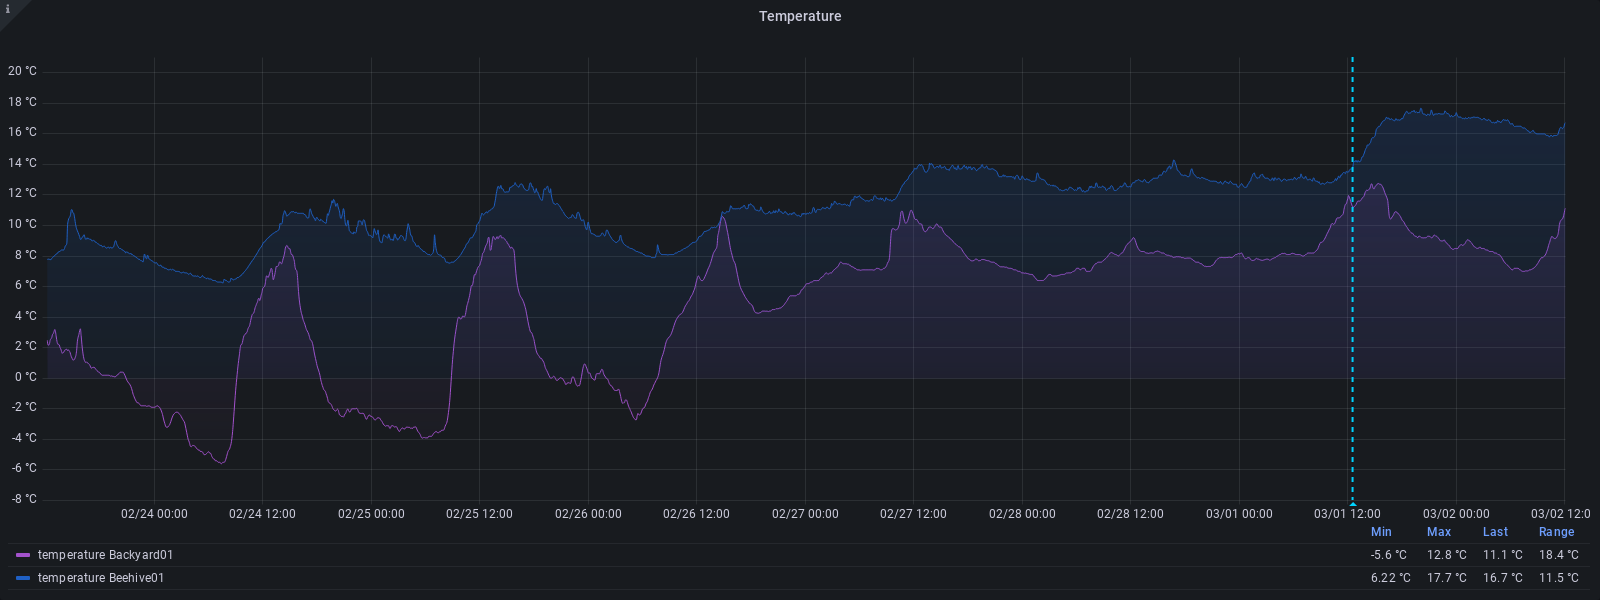 i
Temperature
20 °C
18 °C
16 °C
14 °C
12 °C
10 °C
8 °C
6 °C
4 °C
2 °C
0 °C
-2 °C
-4 °C
-6 °C
-8 °C
02/24 00:00 02/24 12:00 02/25 00:00 02/25 12:00 02/26 00:00 02/26 12:00 02/27 00:00 02/27 12:00 02/28 00:00 02/28 12:00 03/01 00:00 03/01 12:00 03/02 00:00 03/02 12:0
Min Max Last Range
temperature Backyard01 -5.6 °C 12.8 °C 11.1 °C 18.4 °C
temperature Beehive01 6.22 °C 17.7 °C 16.7 °C 11.5 °C